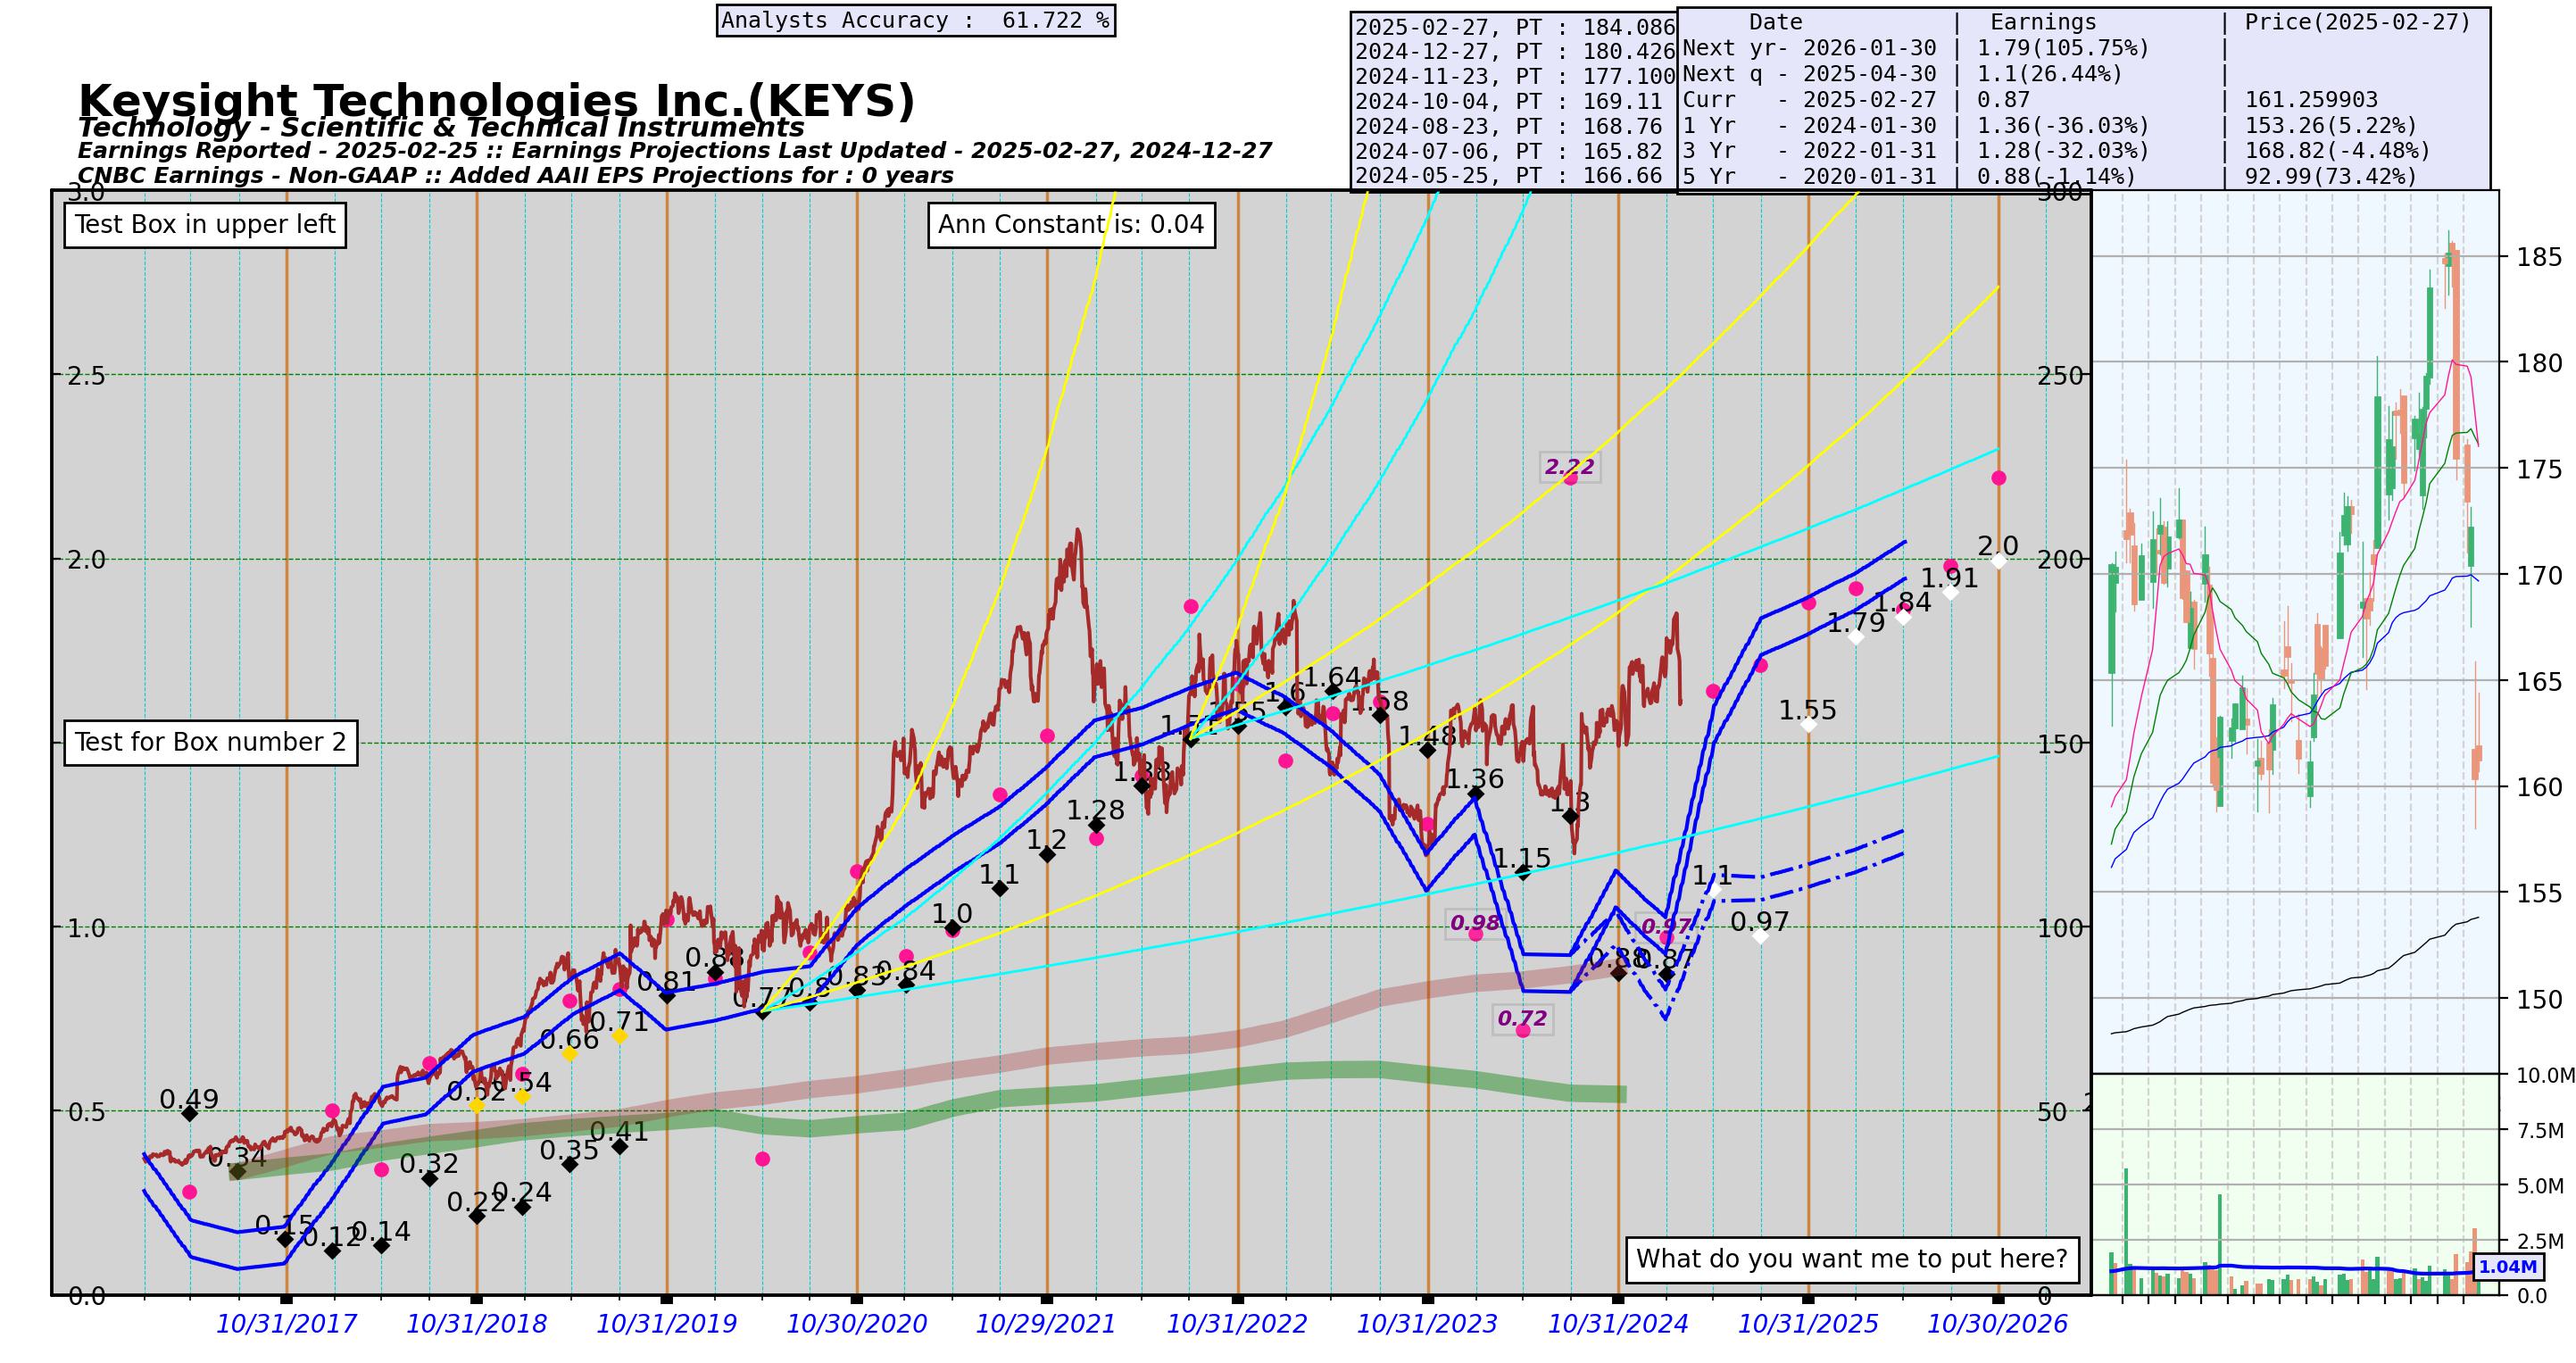 Analysts Accuracy :  61.722 %
2025-02-27, PT : 184.086
2024-12-27, PT : 180.426
2024-11-23, PT : 177.100
2024-10-04, PT : 169.11
2024-08-23, PT : 168.76
2024-07-06, PT : 165.82
2024-05-25, PT : 166.66
Date | Earnings | Price(2025-02-27)
Next yr- 2026-01-30 | 1.79(105.75%) |
Next q - 2025-04-30 | 1.1(26.44%) |
Curr - 2025-02-27 | 0.87 | 161.259903
1 Yr - 2024-01-30 | 1.36(-36.03%) | 153.26(5.22%)
3 Yr - 2022-01-31 | 1.28(-32.03%) | 168.82(-4.48%)
5 Yr - 2020-01-31 | 0.88(-1.14%) | 92.99(73.42%)
Keysight Technologies Inc.(KEYS)
Technology - Scientific & Technical Instruments
Earnings Reported - 2025-02-25 :: Earnings Projections Last Updated - 2025-02-27, 2024-12-27
CNBC Earnings - Non-GAAP :: Added AAII EPS Projections for : 0 years
Test Box in upper left
Ann Constant is: 0.04
Test for Box number 2
What do you want me to put here?
3.0
2.5
2.0
1.0
0.5
0.0
300
250
200
150
100
50
0
0.49
0.34
0.15
0.12
0.14
0.32
0.22
0.24
0.35
0.41
0.52
0.54
0.66
0.71
0.81
0.88
0.77
0.8
0.83
0.84
1.0
1.1
1.2
1.28
1.38
1.55
1.6
1.64
1.58
1.48
1.36
1.15
1.3
0.88
0.87
1.1
0.97
1.55
1.79
1.84
1.91
2.0
2.22
0.98
0.72
0.97
10/31/2017
10/31/2018
10/31/2019
10/30/2020
10/29/2021
10/31/2022
10/31/2023
10/31/2024
10/31/2025
10/30/2026
185
180
175
170
165
160
155
150
10.0M
7.5M
5.0M
2.5M
1.04M
0.0